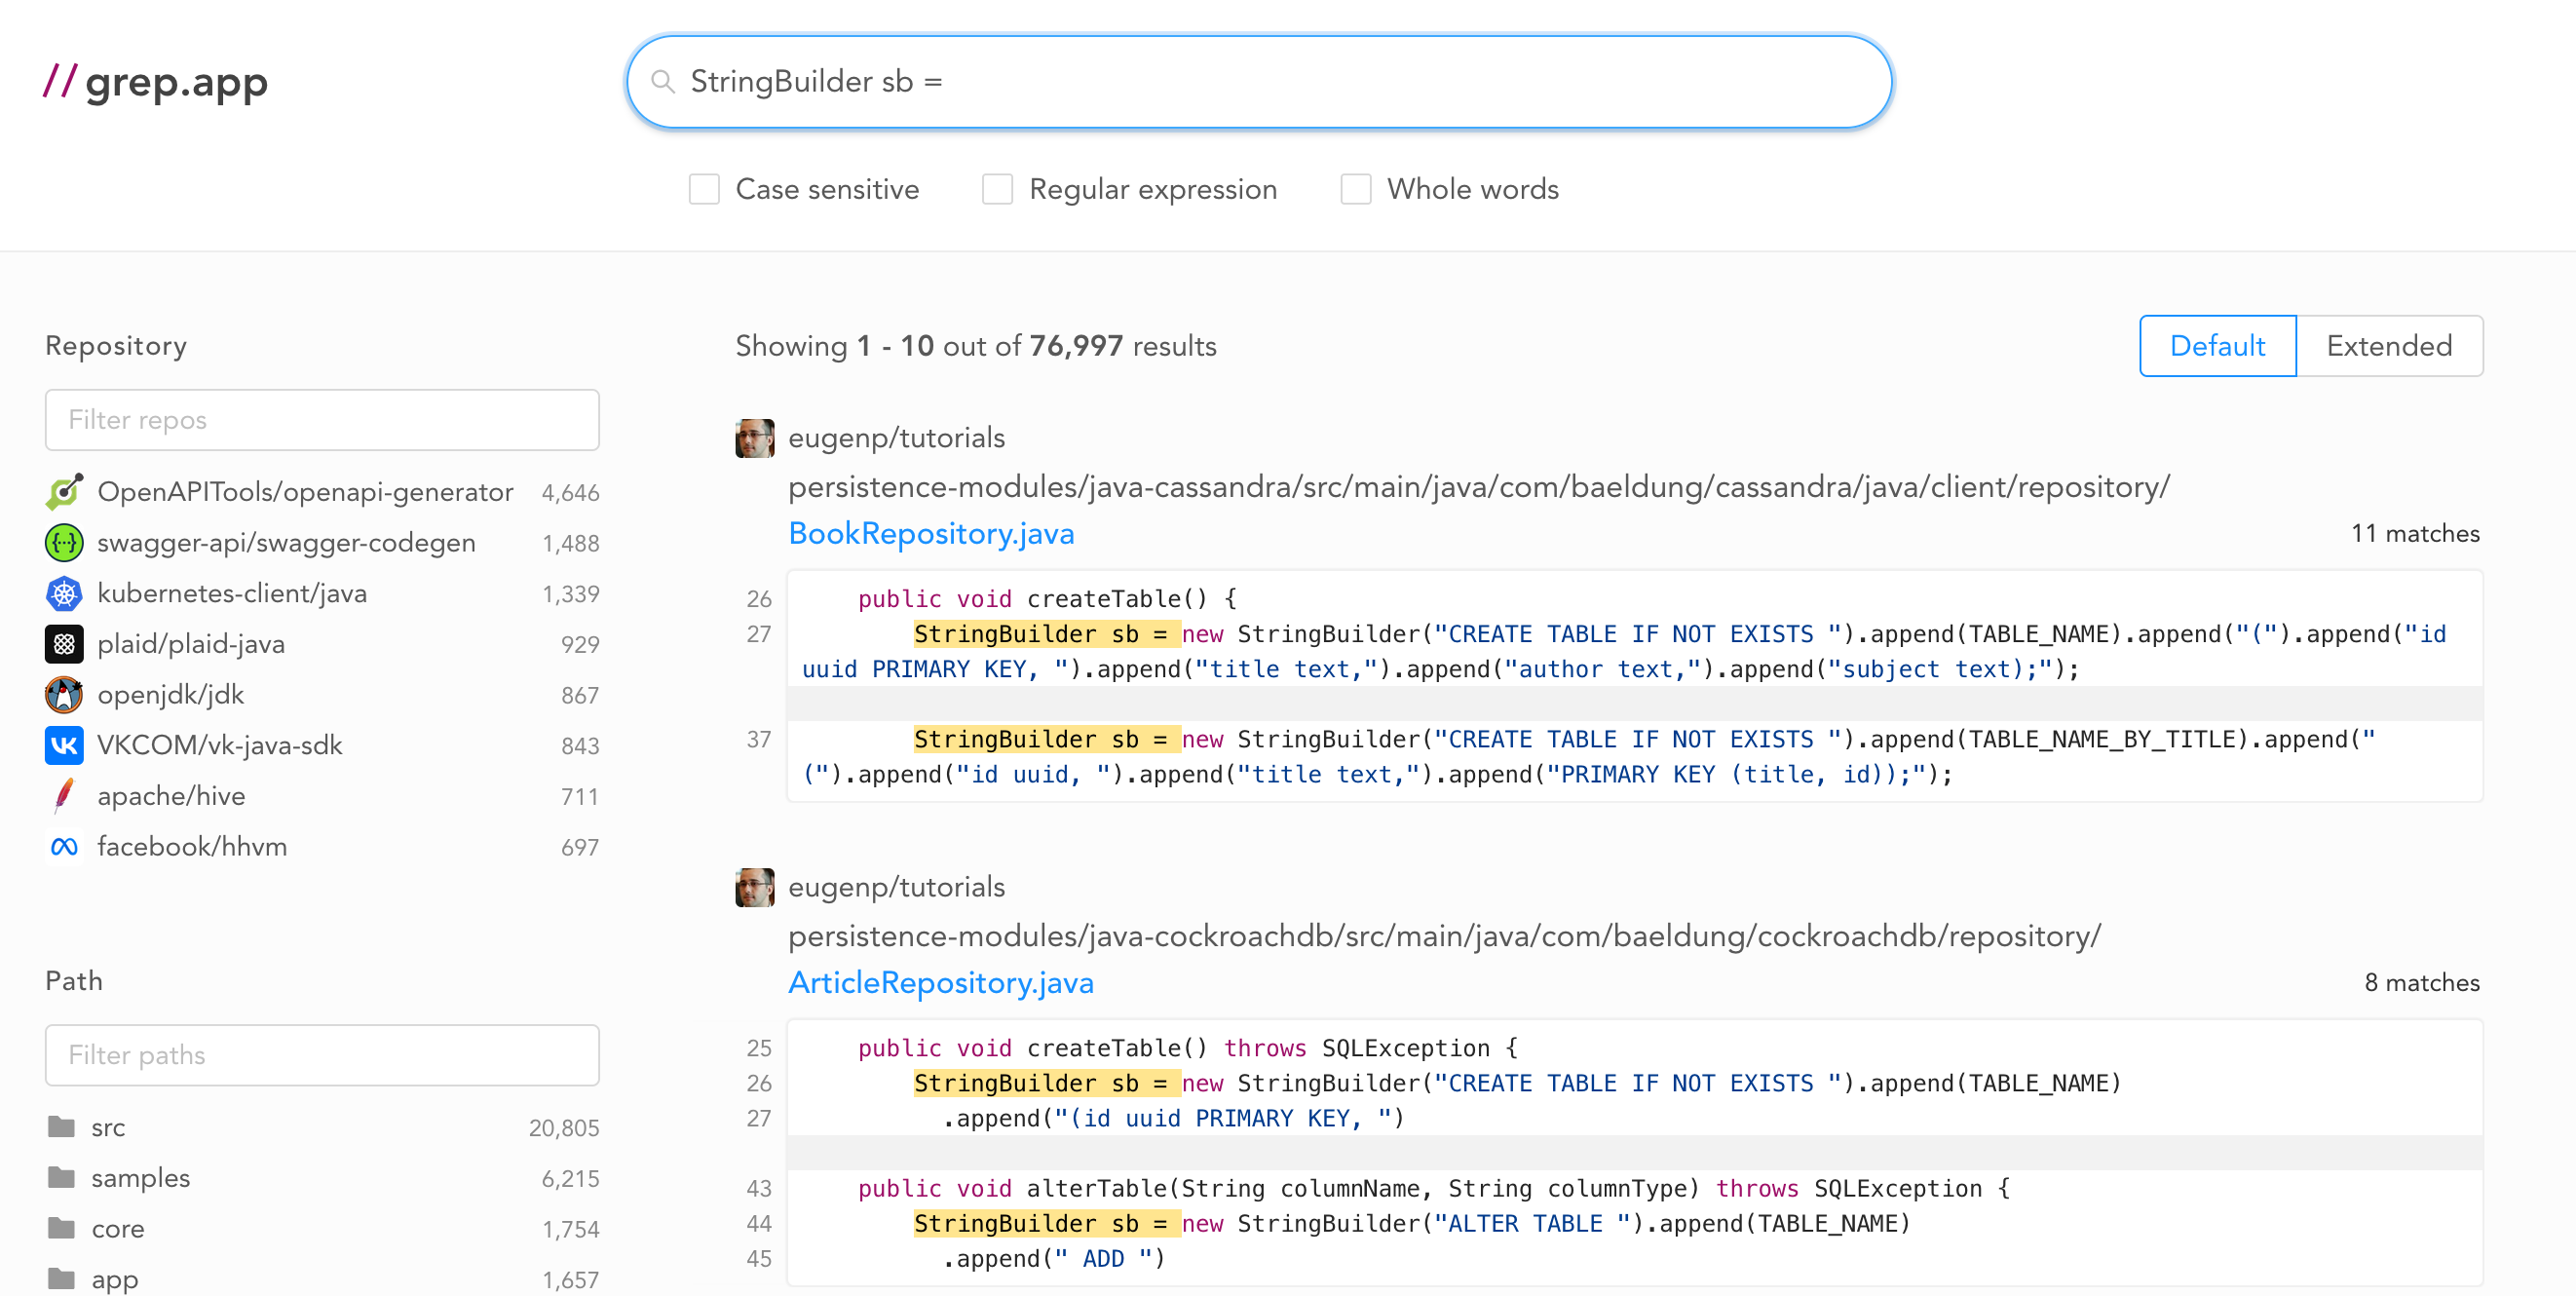 // grep.app
StringBuilder sb =
Case sensitive
Regular expression
Whole words
Repository
Filter repos
OpenAPITools/openapi-generator 4,646
swagger-api/swagger-codegen 1,488
kubernetes-client/java 1,339
plaid/plaid-java 929
openjdk/jdk 867
VKCOM/vk-java-sdk 843
apache/hive 711
facebook/hhvm 697
Path
Filter paths
src 20,805
samples 6,215
core 1,754
app 1,657
Showing 1 - 10 out of 76,997 results
Default
Extended
eugenp/tutorials
persistence-modules/java-cassandra/src/main/java/com/baeldung/cassandra/java/client/repository/
BookRepository.java
11 matches
26     public void createTable() {
27         StringBuilder sb = new StringBuilder("CREATE TABLE IF NOT EXISTS ").append(TABLE_NAME).append("(").append("id
uuid PRIMARY KEY, ").append("title text,").append("author text,").append("subject text);");
37         StringBuilder sb = new StringBuilder("CREATE TABLE IF NOT EXISTS ").append(TABLE_NAME_BY_TITLE).append("
(").append("id uuid, ").append("title text,").append("PRIMARY KEY (title, id));");
eugenp/tutorials
persistence-modules/java-cockroachdb/src/main/java/com/baeldung/cockroachdb/repository/
ArticleRepository.java
8 matches
25     public void createTable() throws SQLException {
26         StringBuilder sb = new StringBuilder("CREATE TABLE IF NOT EXISTS ").append(TABLE_NAME)
27           .append("(id uuid PRIMARY KEY, ")
43     public void alterTable(String columnName, String columnType) throws SQLException {
44         StringBuilder sb = new StringBuilder("ALTER TABLE ").append(TABLE_NAME)
45           .append(" ADD ")